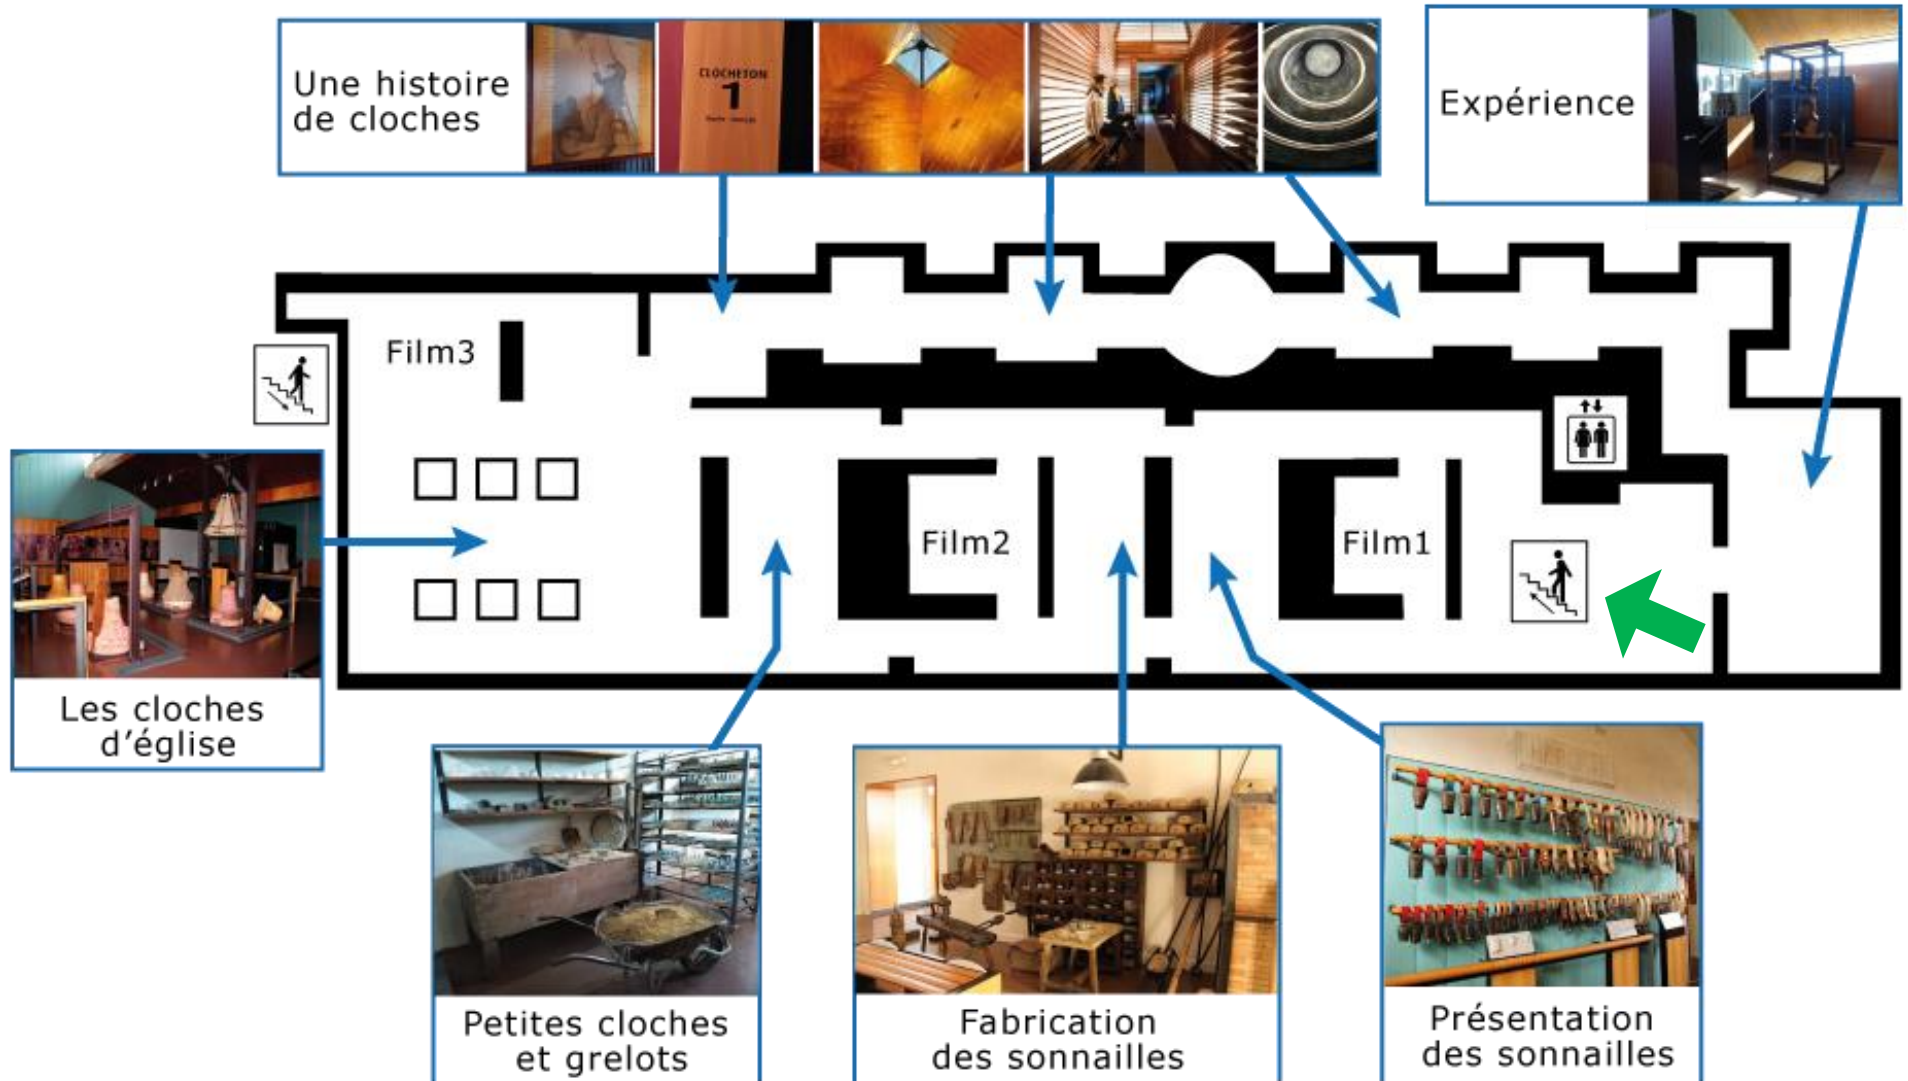 Une histoire
de cloches
CLOCHETON
1
Expérience
Film3
Film2
Film1
Les cloches
d'église
Petites cloches
et grelots
Fabrication
des sonnailles
Présentation
des sonnailles